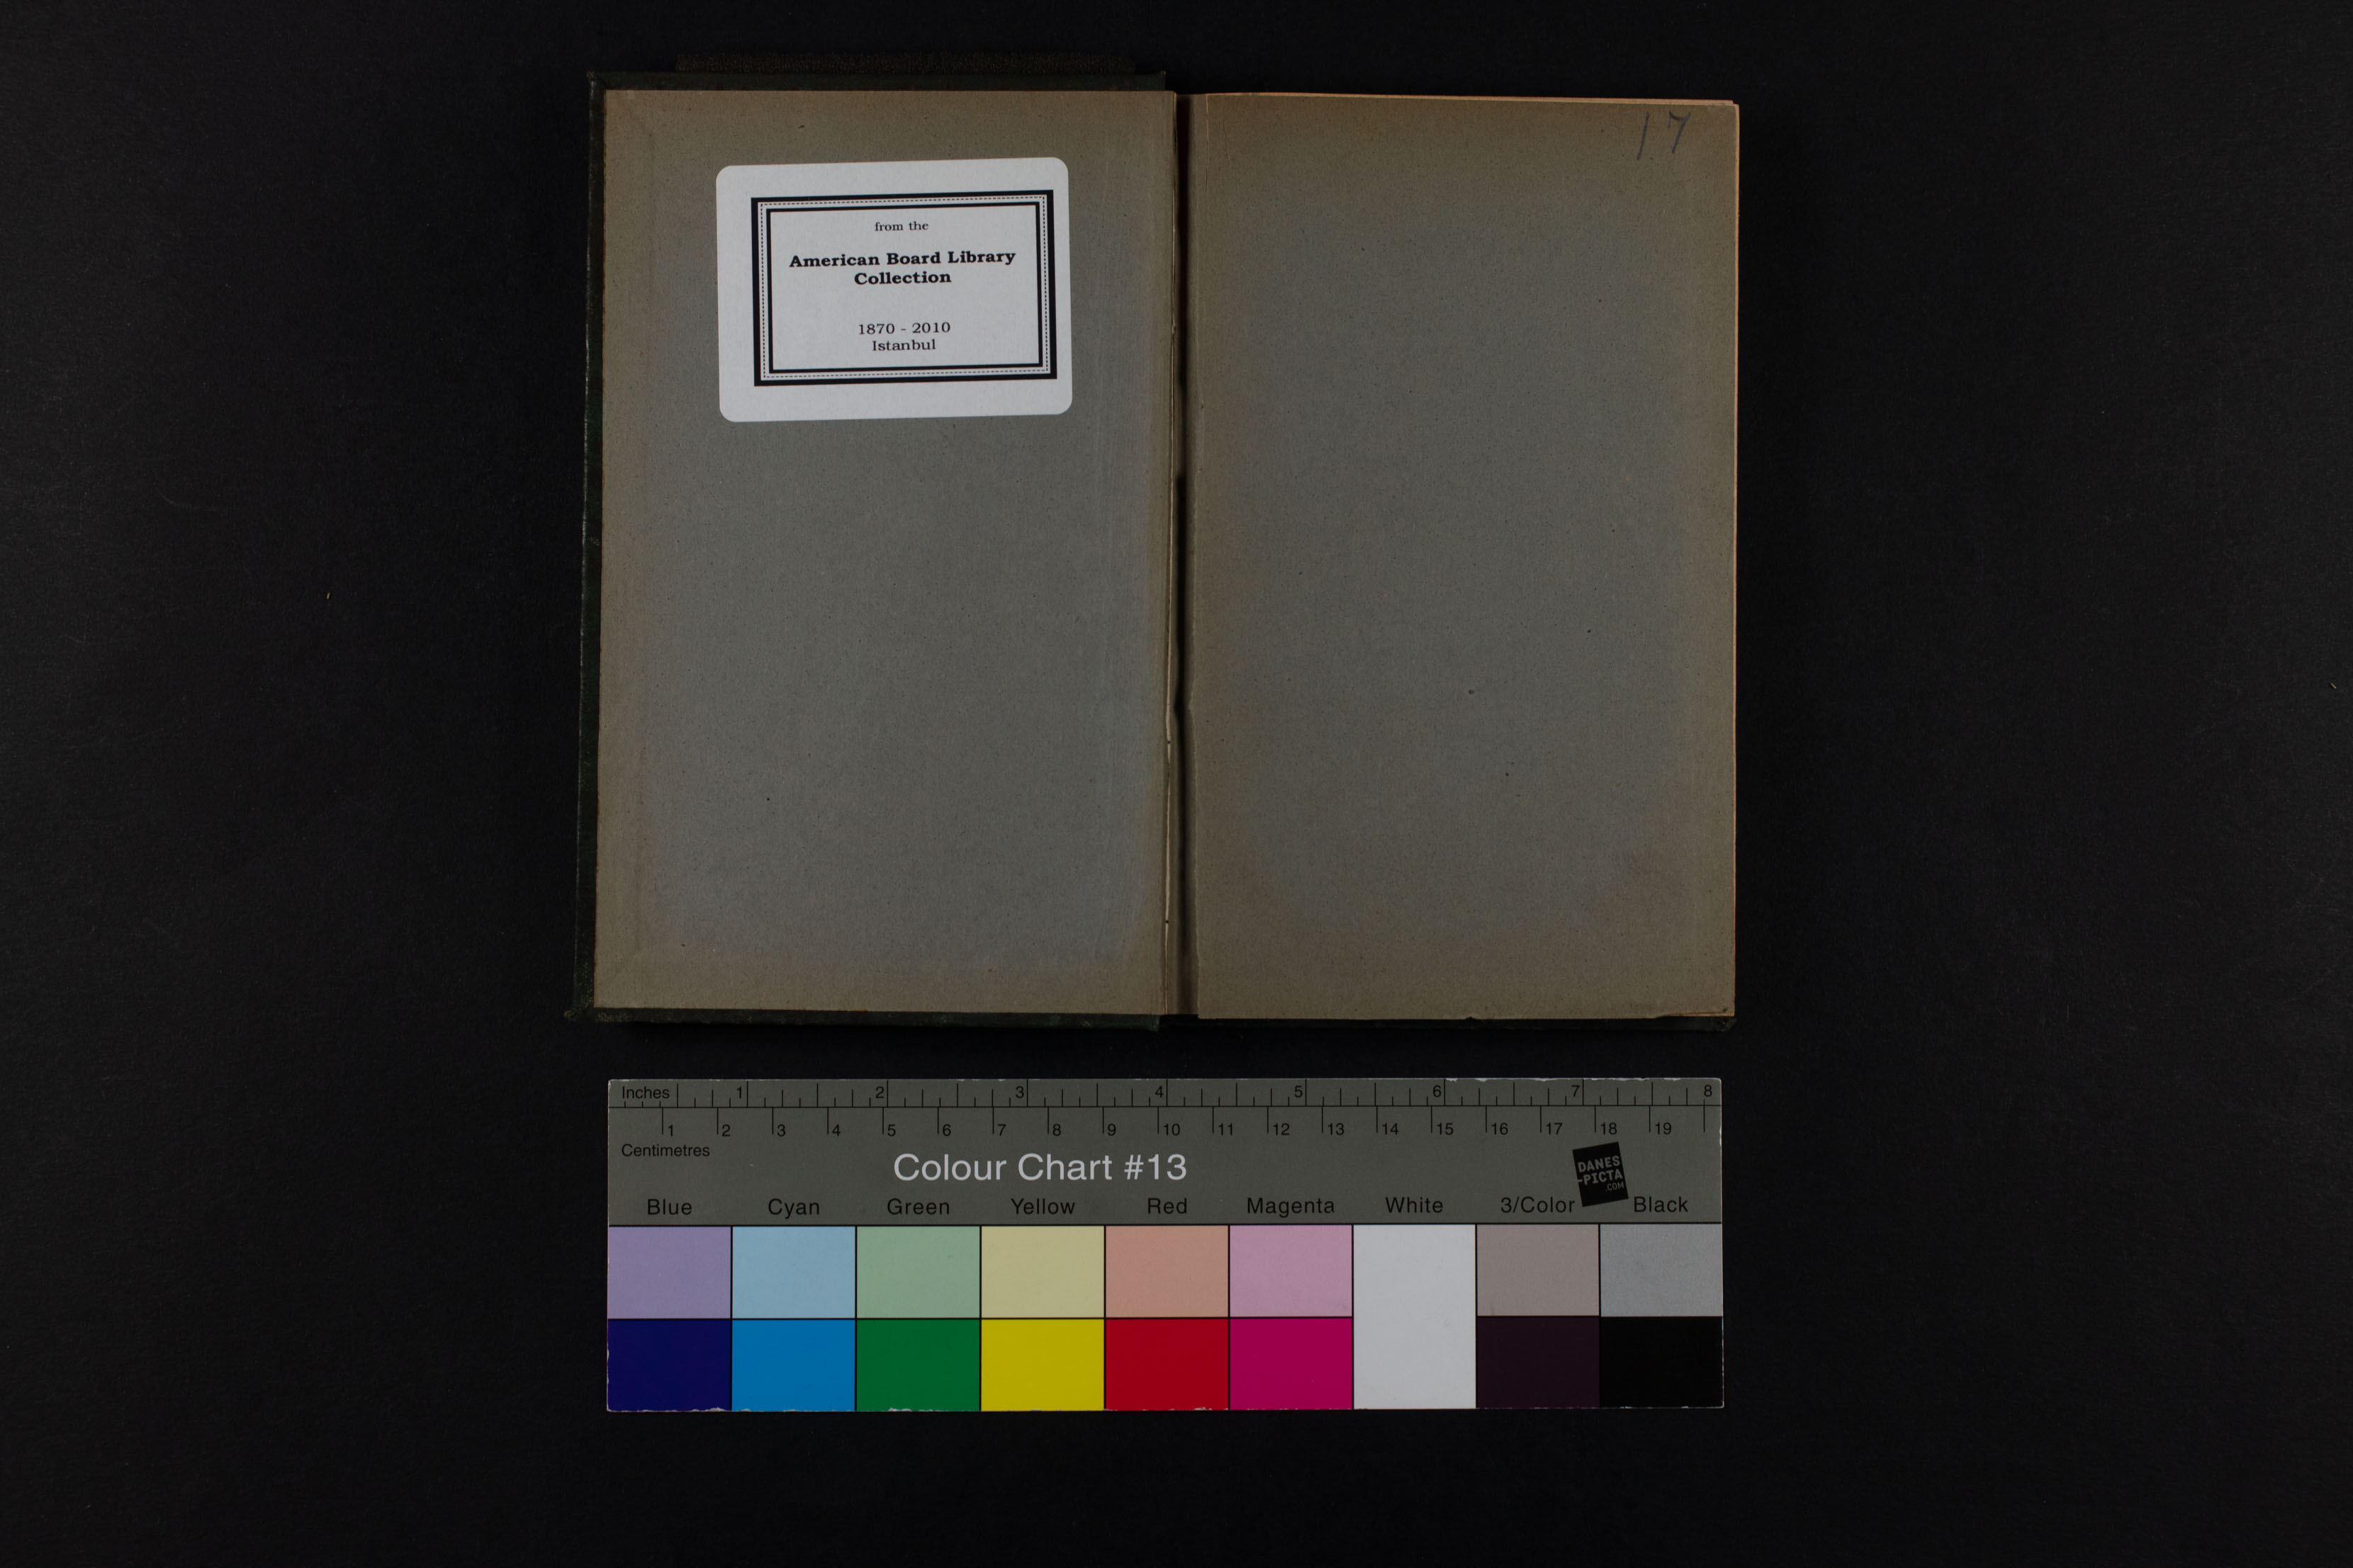 from the
American Board Library
Collection
1870 - 2010
Istanbul
17
Inches 1 2 3 4 5 6 7 8
1 2 3 4 5 6 7 8 9 10 11 12 13 14 15 16 17 18 19
Centimetres
Colour Chart #13
DANES
-PICTA
.COM
Blue Cyan Green Yellow Red Magenta White 3/Color Black